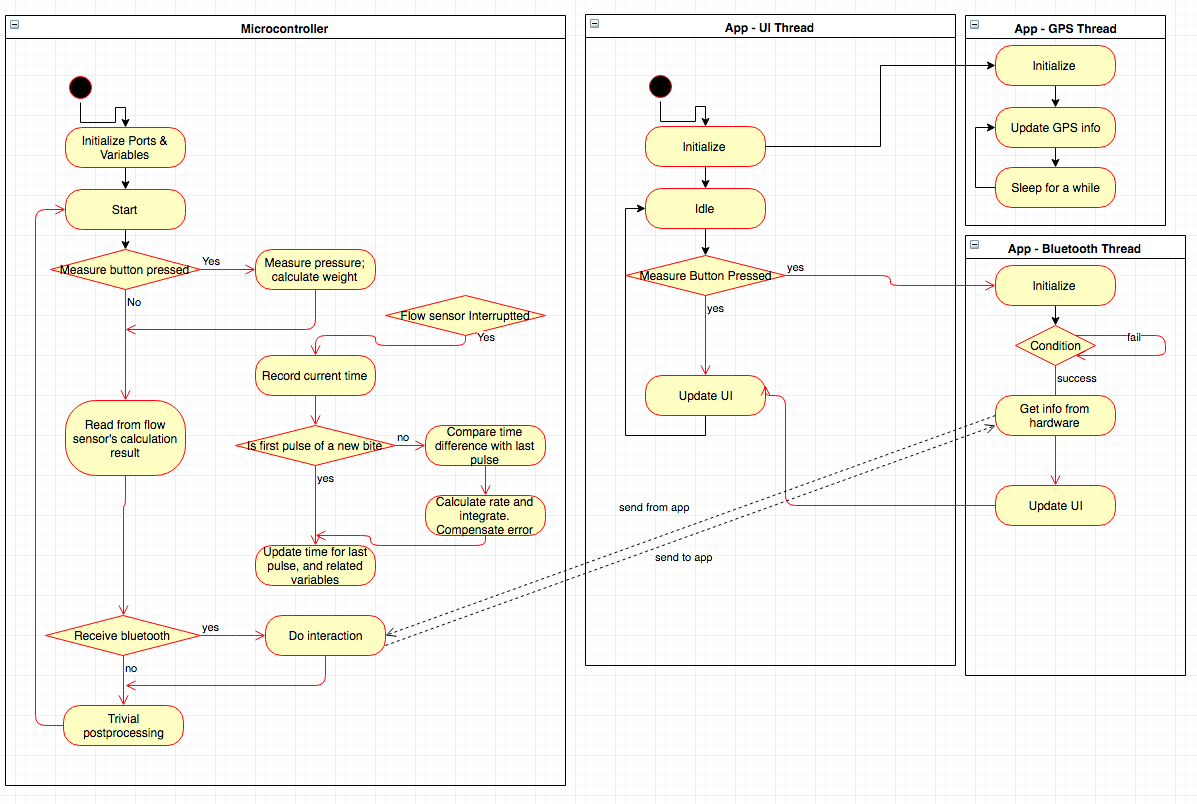 Microcontroller
Initialize Ports &
Variables
Start
Measure button pressed
Yes
No
Measure pressure;
calculate weight
Flow sensor Interruptted
Yes
Record current time
Is first pulse of a new bite
no
yes
Compare time
difference with last
pulse
Calculate rate and
integrate.
Compensate error
Update time for last
pulse, and related
variables
Read from flow
sensor's calculation
result
Receive bluetooth
yes
no
Do interaction
Trivial
postprocessing
App - UI Thread
Initialize
Idle
Measure Button Pressed
yes
yes
Update UI
send from app
send to app
App - GPS Thread
Initialize
Update GPS info
Sleep for a while
App - Bluetooth Thread
Initialize
Condition
fail
success
Get info from
hardware
Update UI